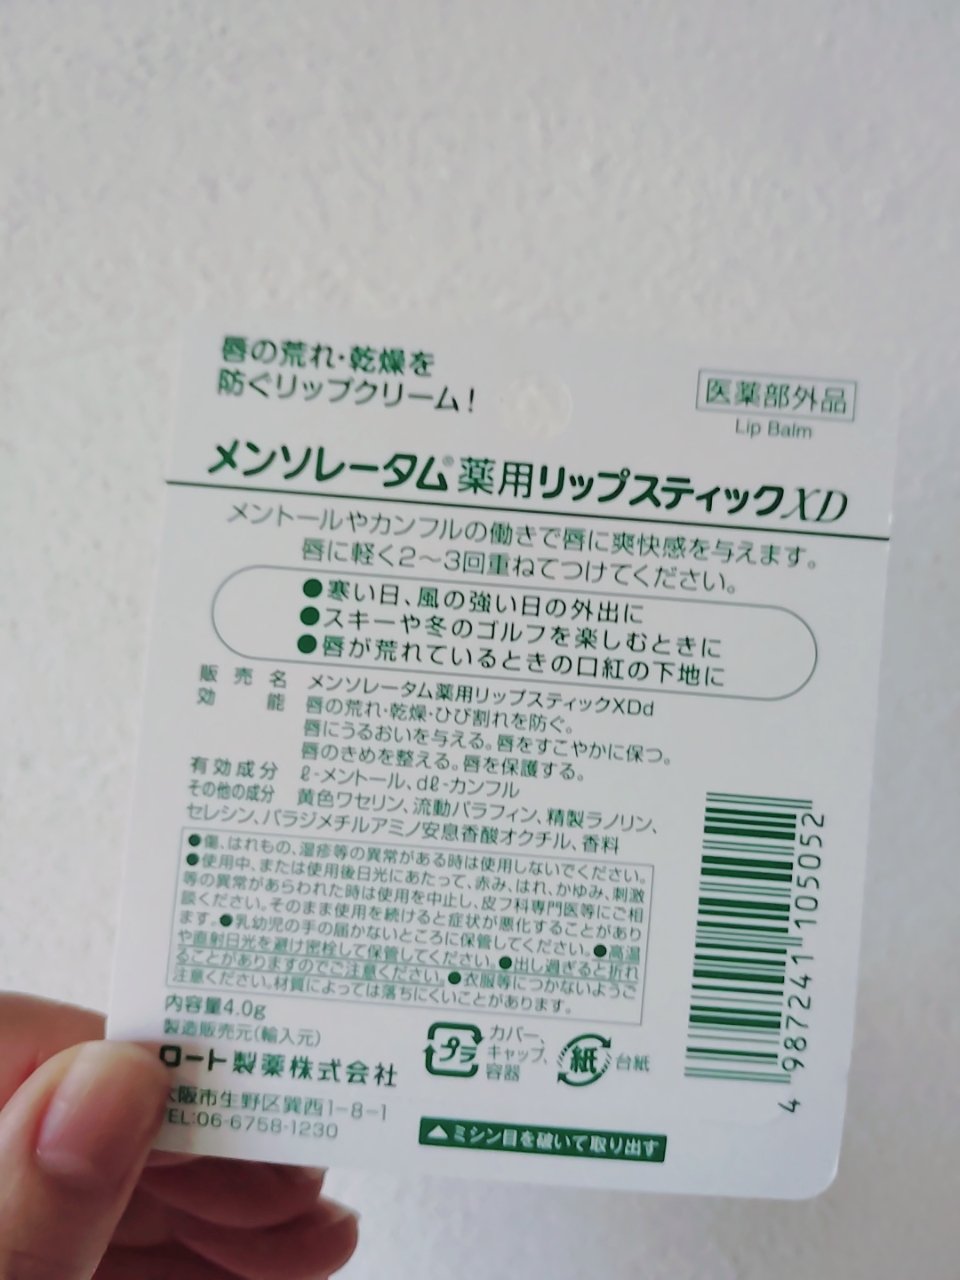 唇の荒れ・乾燥を
防ぐリップクリーム!
医薬部外品
Lip Balm
メンソレータム®薬用リップスティックXD
メントールやカンフルの働きで唇に爽快感を与えます。
唇に軽く2〜3回重ねてつけてください。
●寒い日、風の強い日の外出に
●スキーや冬のゴルフを楽しむときに
●唇が荒れているときの口紅の下地に
販売名 メンソレータム薬用リップスティックXDd
効能 唇の荒れ・乾燥・ひび割れを防ぐ。
唇にうるおいを与える。唇をすこやかに保つ。
唇のきめを整える。唇を保護する。
有効成分 ℓ-メントール、dℓ-カンフル
その他の成分 黄色ワセリン、流動パラフィン、精製ラノリン、
セレシン、パラジメチルアミノ安息香酸オクチル、香料
●傷、はれもの、湿疹等の異常がある時は使用しないでください。
●使用中、または使用後日光にあたって、赤み、はれ、かゆみ、刺激
等の異常があらわれた時は使用を中止し、皮フ科専門医等にご相
談ください。そのまま使用を続けると症状が悪化することがあり
ます。●乳幼児の手の届かないところに保管してください。●高温
や直射日光を避け密栓して保管してください。●出し過ぎると折れ
ることがありますのでご注意ください。●衣服等につかないようご
注意ください。材質によっては落ちにくいことがあります。
内容量4.0g
製造販売元(輸入元)
ロート製薬株式会社
大阪市生野区巽西1-8-1
TEL:06-6758-1230
プラ
カバー、
キャップ、
容器
紙
台紙
▲ミシン目を破いて取り出す
4 987241 105052